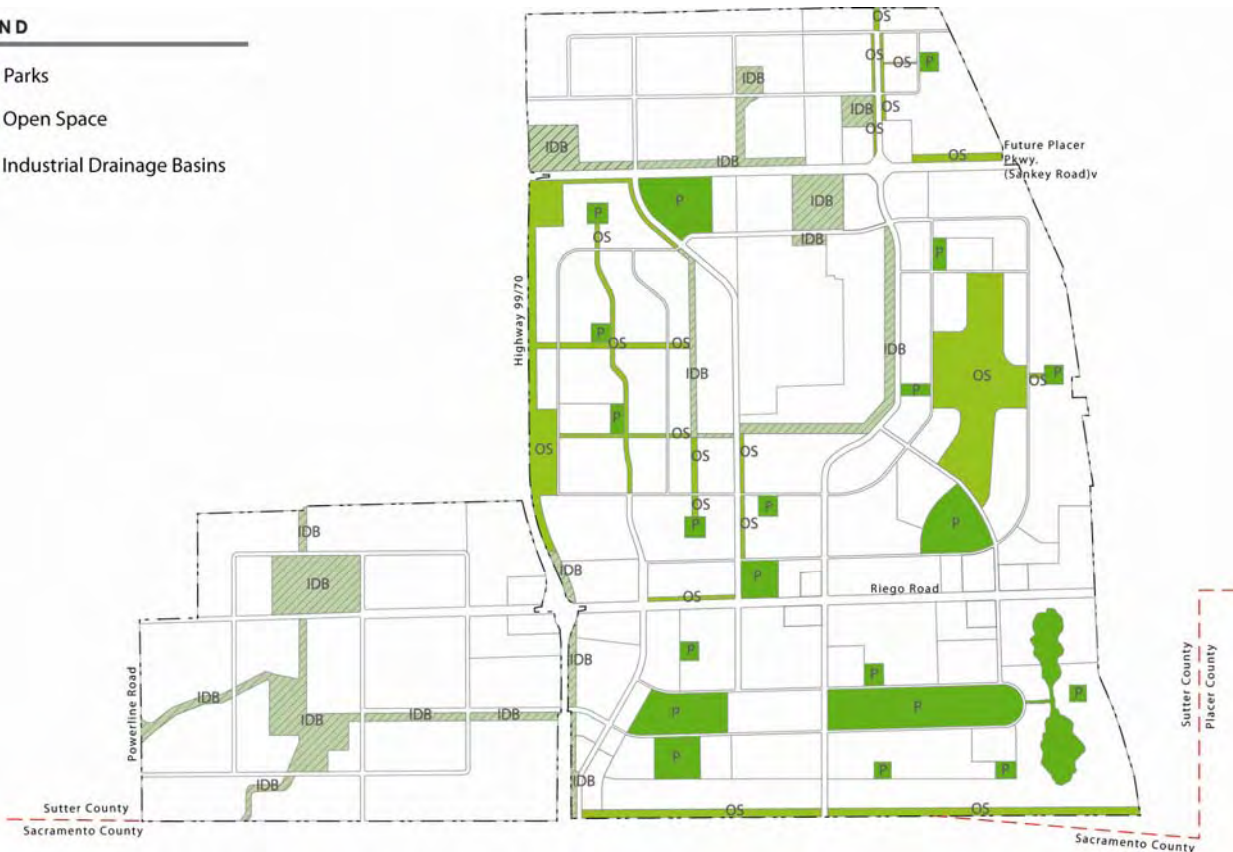 ND
Parks
Open Space
Industrial Drainage Basins
OS
OS
OS
P
IDB
IDB
OS
OS
IDB
IDB
OS
Future Placer
Pkwy.
(Sankey Road)v
P
IDB
P
OS
IDB
P
Highway 99/70
P
OS
OS
IDB
IDB
OS
OS
P
P
P
OS
OS
OS
OS
OS
P
P
OS
P
IDB
IDB
IDB
P
Riego Road
OS
P
IDB
P
P
IDB
P
P
IDB
IDB
IDB
Powerline Road
P
IDB
IDB
P
P
OS
OS
Sutter County
Sacramento County
Sutter County
Placer County
Sacramento County